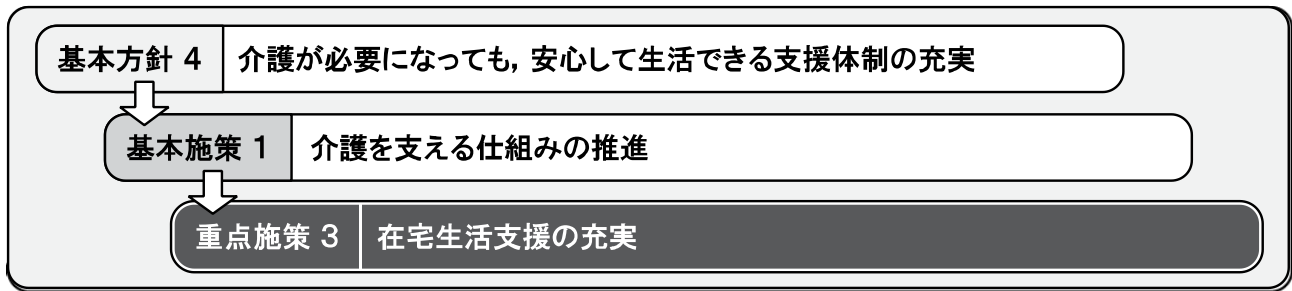 基本方針 4 介護が必要になっても，安心して生活できる支援体制の充実
基本施策 1 介護を支える仕組みの推進
重点施策 3 在宅生活支援の充実